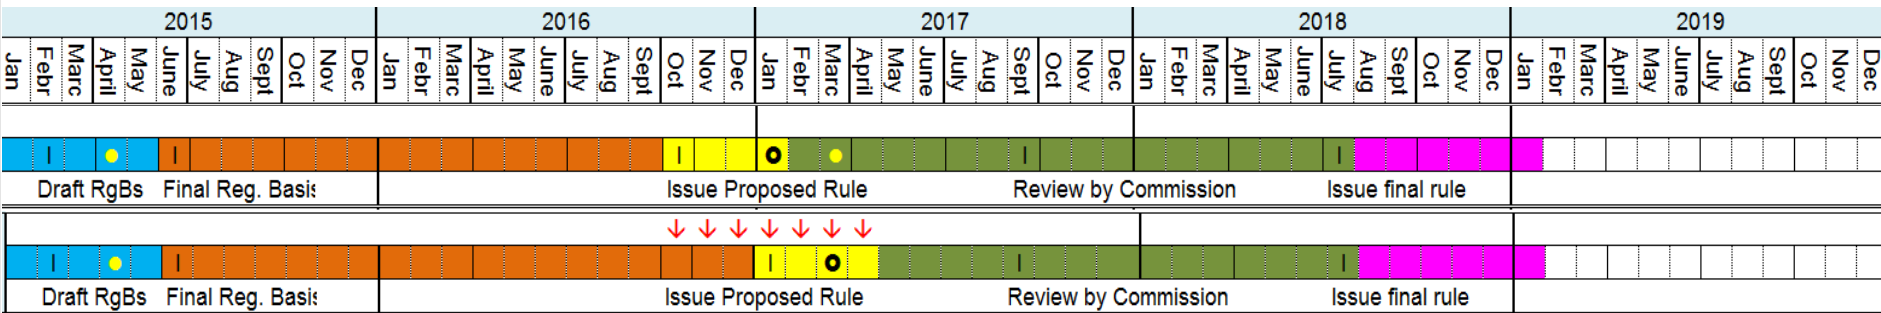 2015 2016 2017 2018 2019
Jan Febr Marc April May June July Aug Sept Oct Nov Dec Jan Febr Marc April May June July Aug Sept Oct Nov Dec Jan Febr Marc April May June July Aug Sept Oct Nov Dec Jan Febr Marc April May June July Aug Sept Oct Nov Dec Jan Febr Marc April May June July Aug Sept Oct Nov Dec
I I I I I
Draft RgBs Final Reg. Basis Issue Proposed Rule Review by Commission Issue final rule
↓ ↓ ↓ ↓ ↓ ↓ ↓
I I I I I
Draft RgBs Final Reg. Basis Issue Proposed Rule Review by Commission Issue final rule